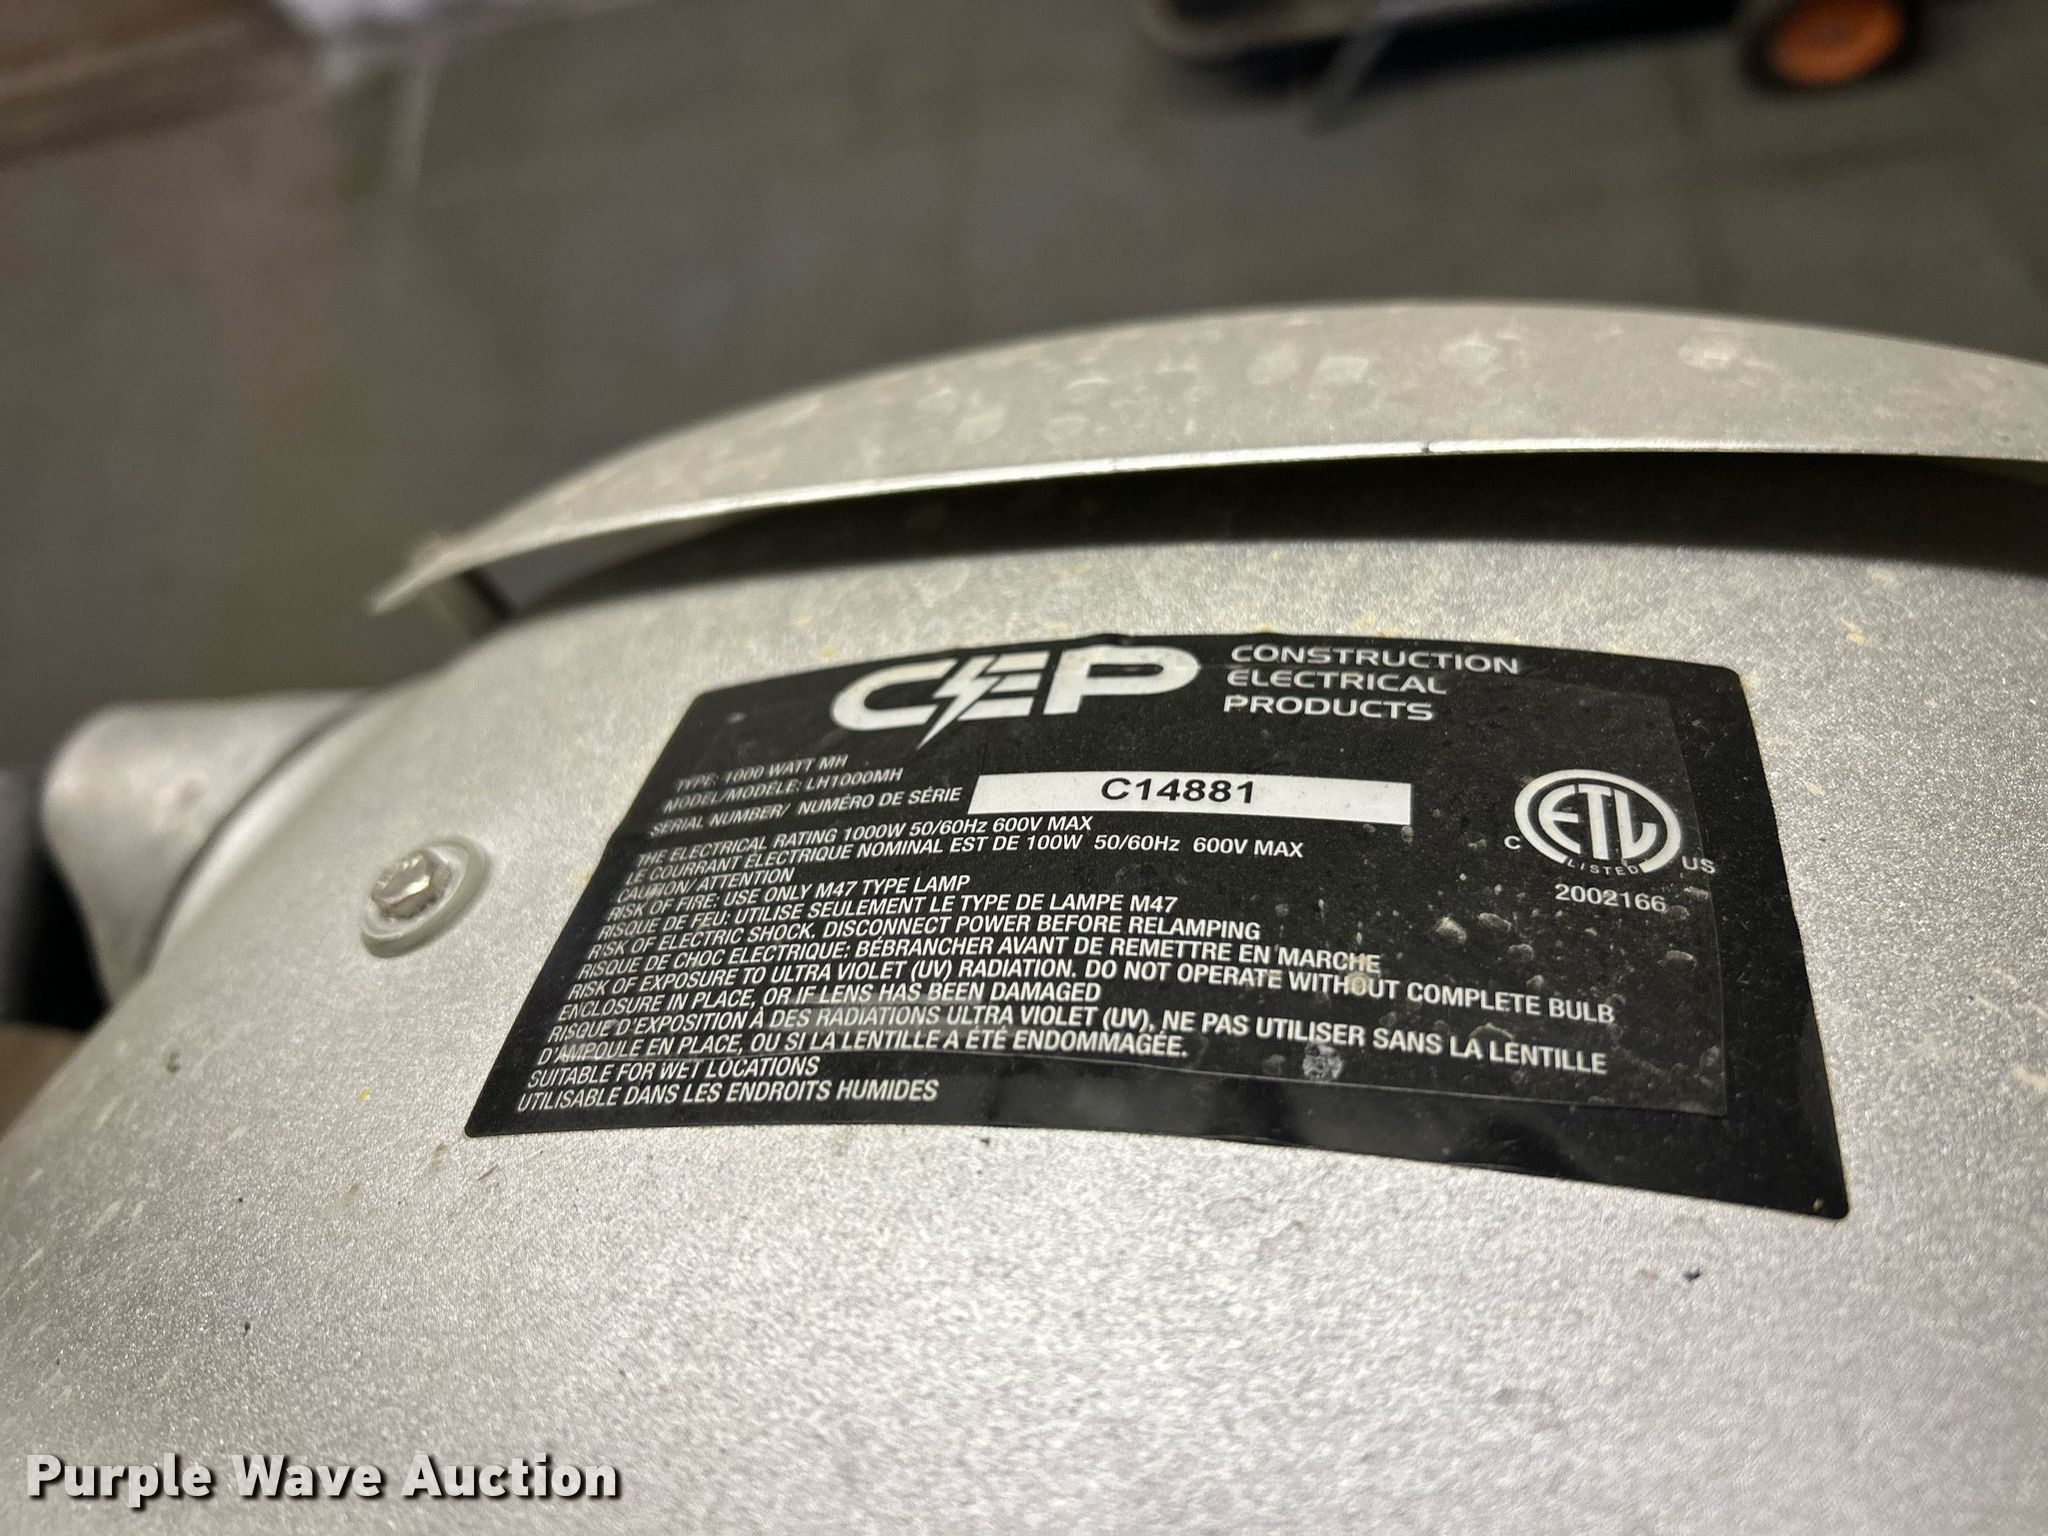 CEP CONSTRUCTION
ELECTRICAL
PRODUCTS
TYPE: 1000 WATT MH
MODEL/MODÈLE: LH1000MH
SERIAL NUMBER/ NUMÉRO DE SÉRIE C14881
THE ELECTRICAL RATING 1000W 50/60Hz 600V MAX
LE COURRANT ÉLECTRIQUE NOMINAL EST DE 100W 50/60Hz 600V MAX
CAUTION/ ATTENTION
RISK OF FIRE: USE ONLY M47 TYPE LAMP
RISQUE DE FEU: UTILISE SEULEMENT LE TYPE DE LAMPE M47
RISK OF ELECTRIC SHOCK. DISCONNECT POWER BEFORE RELAMPING
RISQUE DE CHOC ELECTRIQUE: BÉBRANCHER AVANT DE REMETTRE EN MARCHE
RISK OF EXPOSURE TO ULTRA VIOLET (UV) RADIATION. DO NOT OPERATE WITHOUT COMPLETE BULB
ENCLOSURE IN PLACE, OR IF LENS HAS BEEN DAMAGED
RISQUE D'EXPOSITION À DES RADIATIONS ULTRA VIOLET (UV), NE PAS UTILISER SANS LA LENTILLE
D'AMPOULE EN PLACE, OU SI LA LENTILLE A ÉTÉ ENDOMMAGÉE.
SUITABLE FOR WET LOCATIONS
UTILISABLE DANS LES ENDROITS HUMIDES
C ETL US
LISTED
2002166
Purple Wave Auction